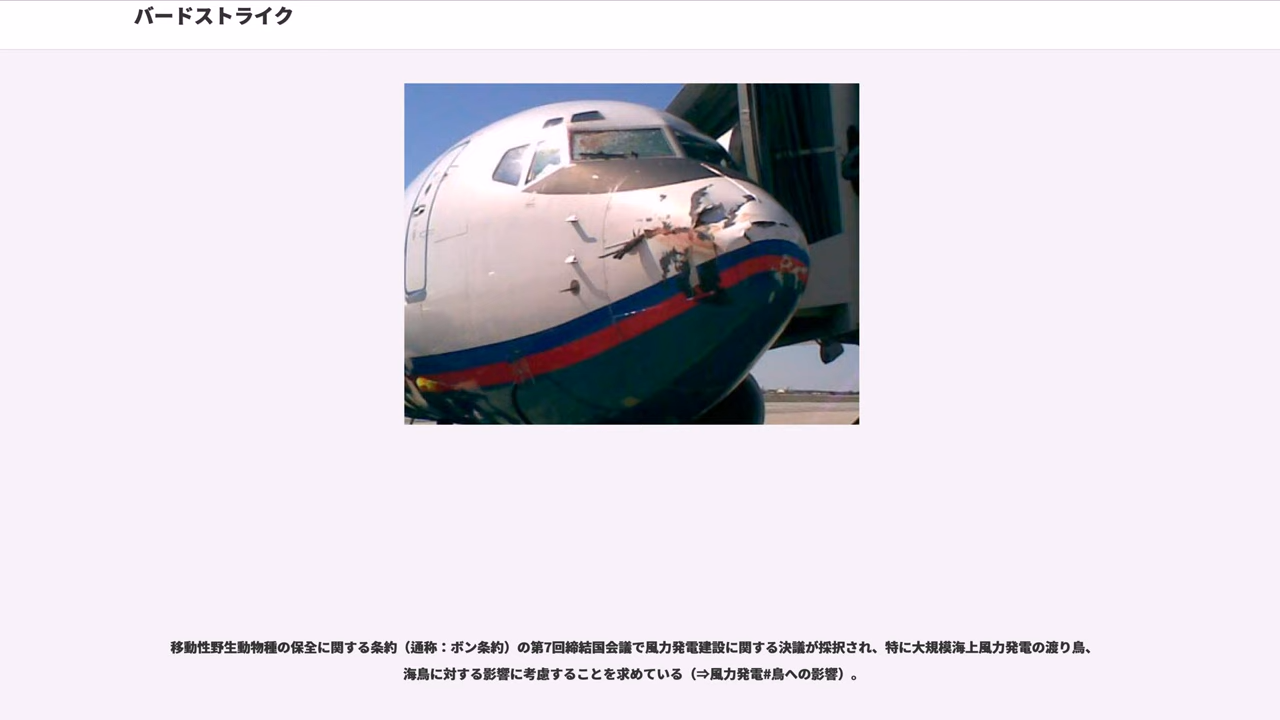 バードストライク
移動性野生動物種の保全に関する条約（通称：ボン条約）の第7回締結国会議で風力発電建設に関する決議が採択され、特に大規模海上風力発電の渡り鳥、
海鳥に対する影響に考慮することを求めている（⇒風力発電#鳥への影響）。